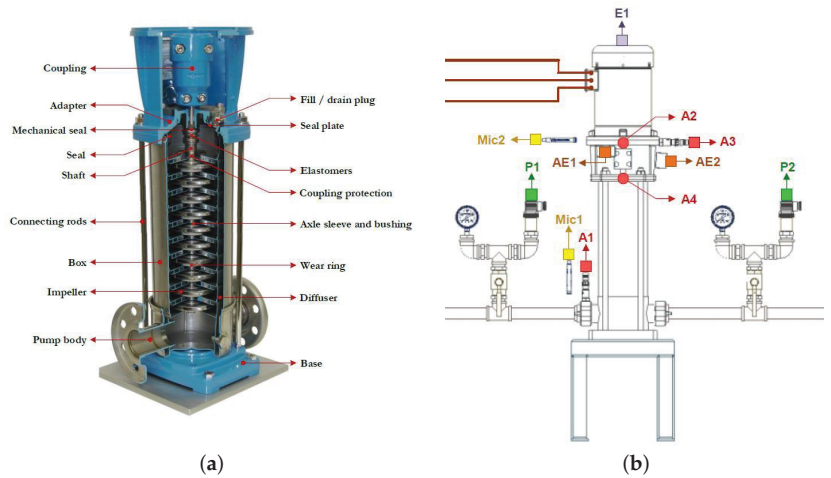 Coupling
Adapter
Mechanical seal
Seal
Shaft
Connecting rods
Box
Impeller
Pump body
Fill / drain plug
Seal plate
Elastomers
Coupling protection
Axle sleeve and bushing
Wear ring
Diffuser
Base
(a)
E1
A2
Mic2
A3
AE1
AE2
P1
P2
A4
Mic1
A1
(b)